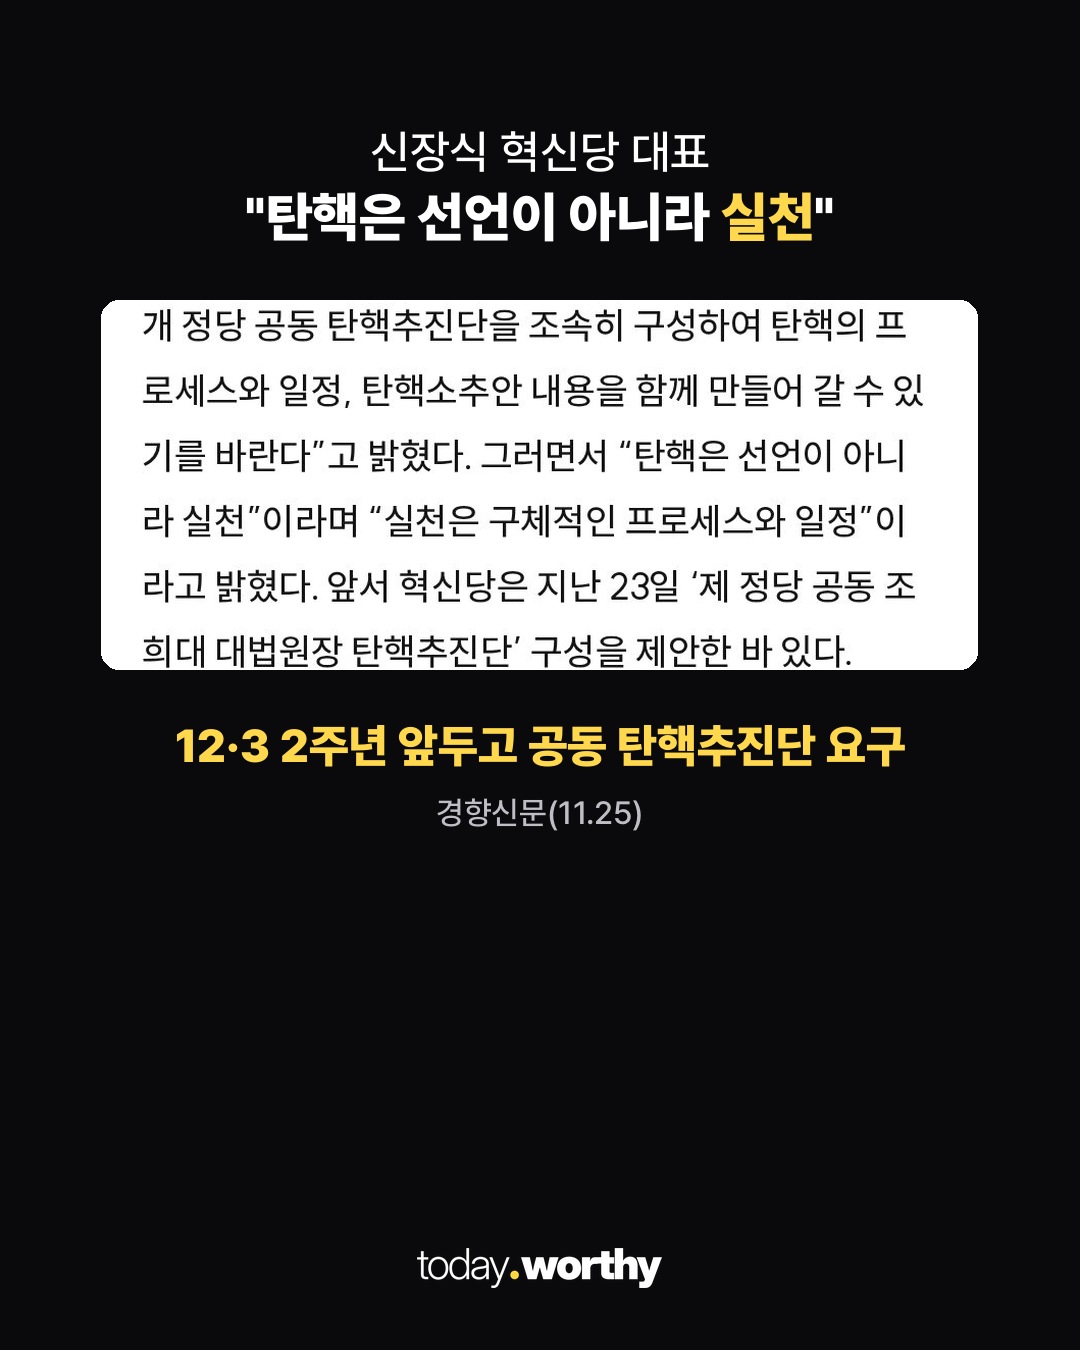 신장식 혁신당 대표
"탄핵은 선언이 아니라 실천"
개 정당 공동 탄핵추진단을 조속히 구성하여 탄핵의 프
로세스와 일정, 탄핵소추안 내용을 함께 만들어 갈 수 있
기를 바란다”고 밝혔다. 그러면서 “탄핵은 선언이 아니
라 실천”이라며 “실천은 구체적인 프로세스와 일정”이
라고 밝혔다. 앞서 혁신당은 지난 23일 ‘제 정당 공동 조
희대 대법원장 탄핵추진단’ 구성을 제안한 바 있다.
12·3 2주년 앞두고 공동 탄핵추진단 요구
경향신문(11.25)
today.worthy